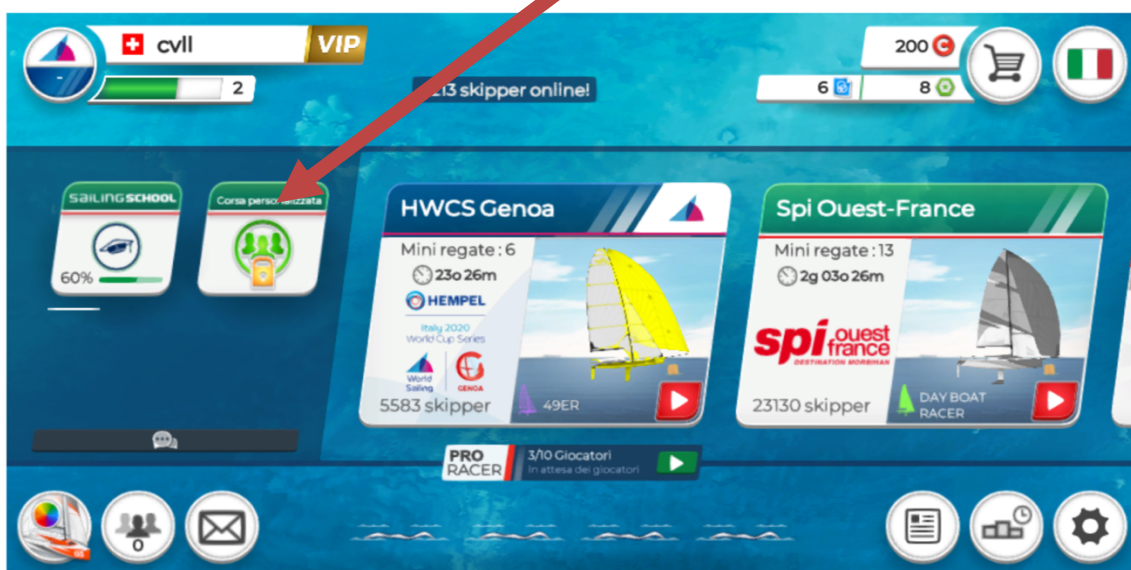 cvll
VIP
200
2
213 skipper online!
6
8
SAILINGSCHOOL
60%
Corsa personalizzata
HWCS Genoa
Mini regate : 6
23o 26m
HEMPEL
Italy 2020
World Cup Series
World
Sailing
GENOA
5583 skipper
49ER
Spi Ouest-France
Mini regate : 13
2g 03o 26m
spi ouest
france
DESTINATION MORBIHAN
23130 skipper
DAY BOAT
RACER
PRO
RACER
3/10 Giocatori
In attesa dei giocatori
0